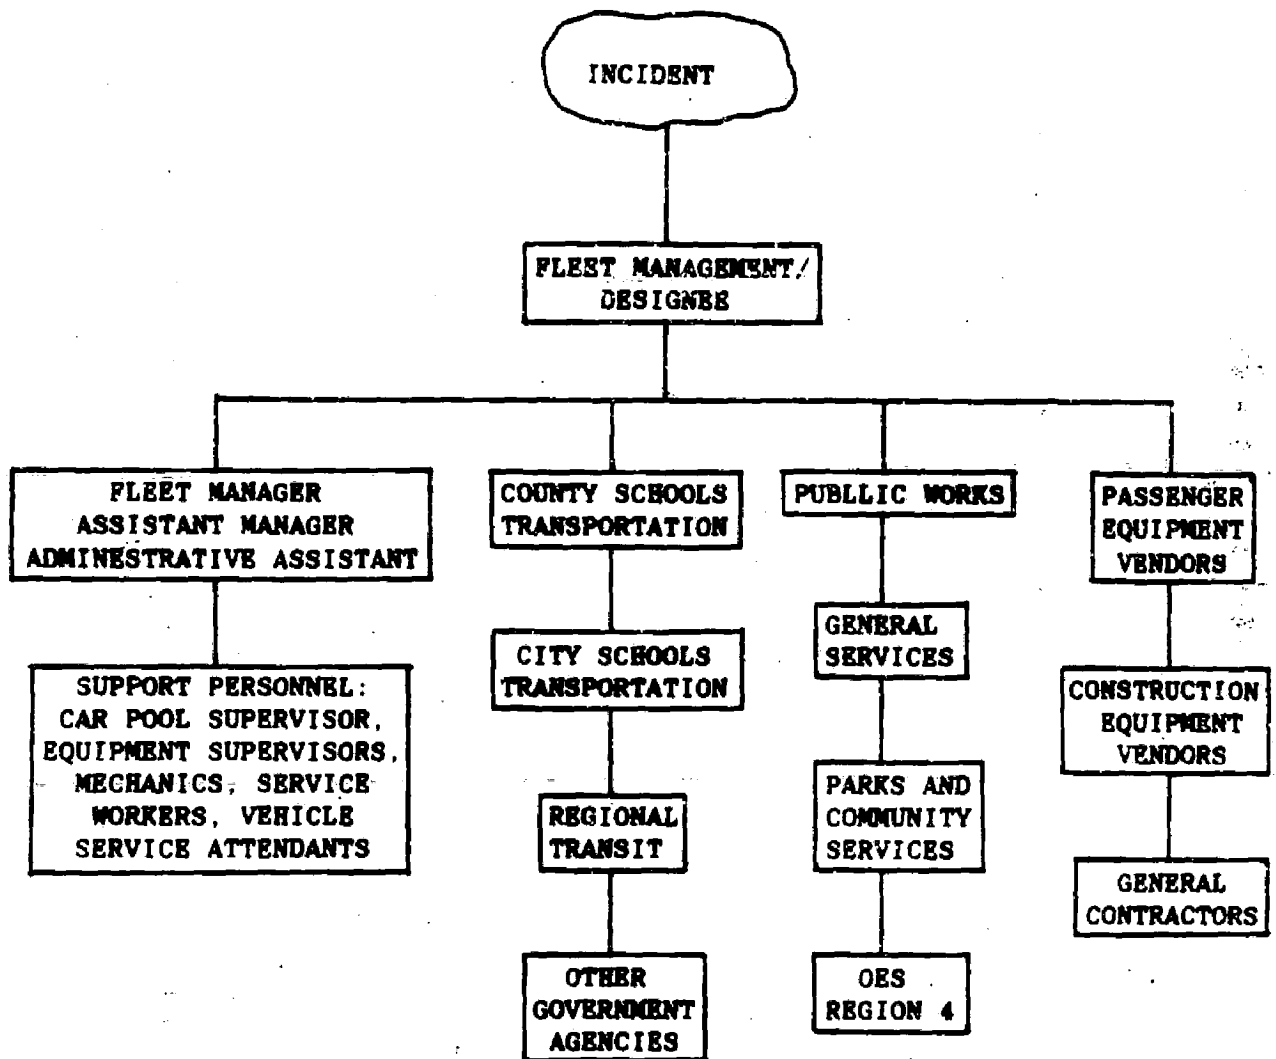 INCIDENT
FLEET MANAGEMENT/
DESIGNEE
FLEET MANAGER
ASSISTANT MANAGER
ADMINESTRATIVE ASSISTANT
SUPPORT PERSONNEL:
CAR POOL SUPERVISOR,
EQUIPMENT SUPERVISORS,
MECHANICS, SERVICE
WORKERS, VEHICLE
SERVICE ATTENDANTS
COUNTY SCHOOLS
TRANSPORTATION
CITY SCHOOLS
TRANSPORTATION
REGIONAL
TRANSIT
OTHER
GOVERNMENT
AGENCIES
PUBLLIC WORKS
GENERAL
SERVICES
PARKS AND
COMMUNITY
SERVICES
OES
REGION 4
PASSENGER
EQUIPMENT
VENDORS
CONSTRUCTION
EQUIPMENT
VENDORS
GENERAL
CONTRACTORS